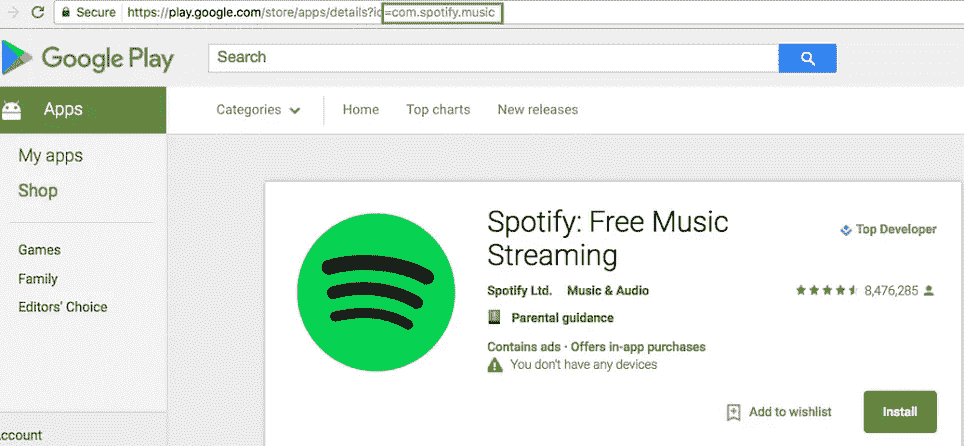 Secure https://play.google.com/store/apps/details?id=com.spotify.music
Google Play
Search
Apps
Categories
Home
Top charts
New releases
My apps
Shop
Games
Family
Editors' Choice
Spotify: Free Music
Streaming
Top Developer
Spotify Ltd. Music & Audio
8,476,285
Parental guidance
Contains ads · Offers in-app purchases
You don't have any devices
Add to wishlist
Install
ccount